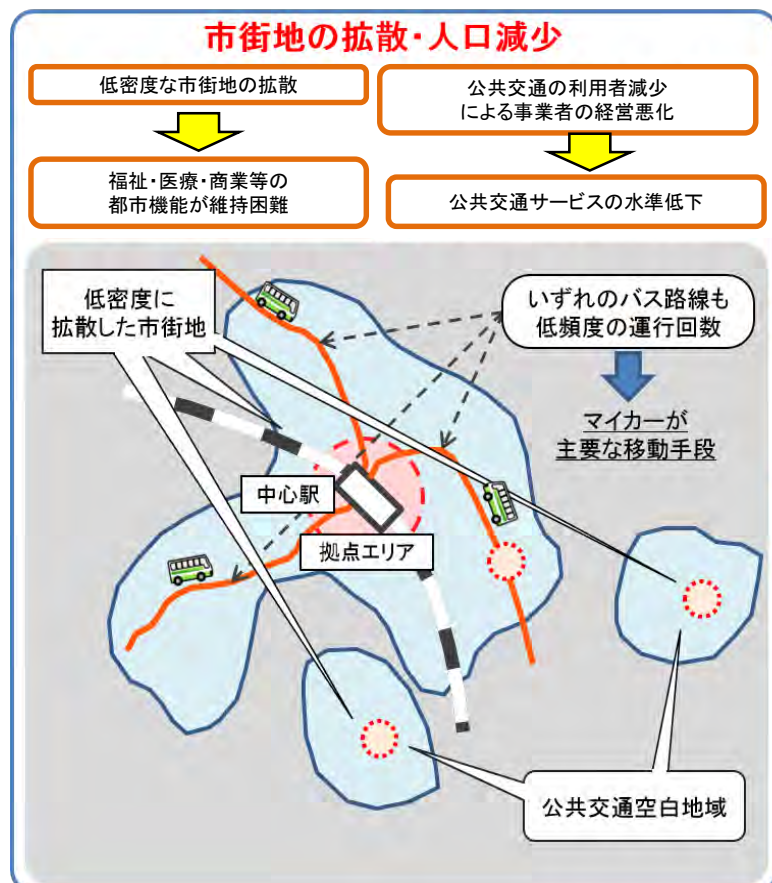 市街地の拡散・人口減少
低密度な市街地の拡散
福祉・医療・商業等の
都市機能が維持困難
公共交通の利用者減少
による事業者の経営悪化
公共交通サービスの水準低下
低密度に
拡散した市街地
いずれのバス路線も
低頻度の運行回数
マイカーが
主要な移動手段
中心駅
拠点エリア
公共交通空白地域